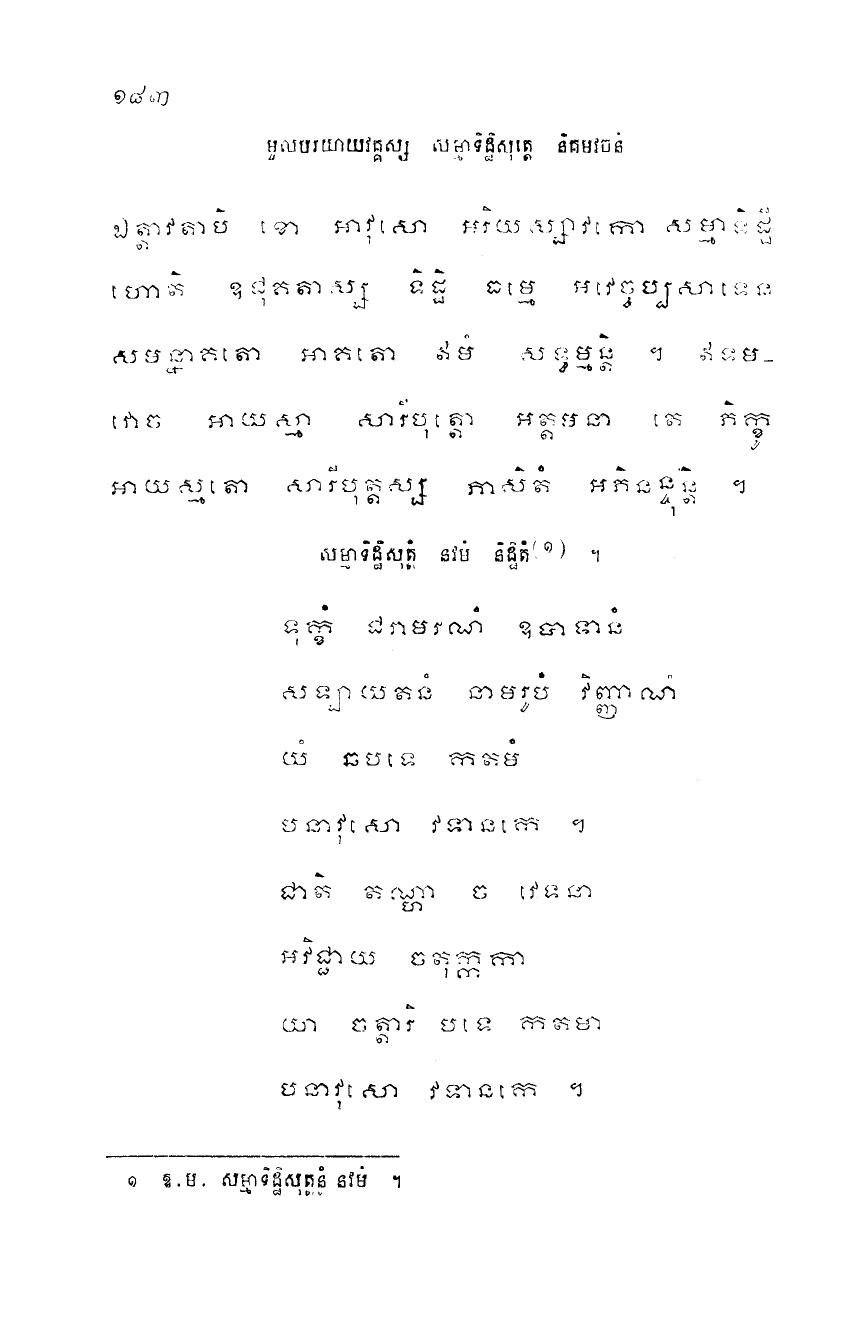 ១៨៣
មូលបរយាយវគ្គស្ស សម្មាទិដ្ឋិសុត្តេ និគមវចនំ
ឯត្តាវតាបិ ខោ អាវុសោ អរិយស្សាវកោ សម្មាទិដ្ឋិ
ហោតិ ឧជុគតាស្ស ទិដ្ឋិ ធម្មេ អវេច្ចប្បសាទេន
សមន្នាគតោ អាគតោ ឥមំ សទ្ធម្មន្តិ ។ ឥទម-
វោច អាយស្មា សារីបុត្តោ អត្តមនា តេ ភិក្ខូ
អាយស្មតោ សារីបុត្តស្ស ភាសិតំ អភិនន្ទុន្តិ ។
សម្មាទិដ្ឋិសុត្តំ នវមំ និដ្ឋិតំ(១) ។
ទុក្ខំ ជរាមរណំ ឧបាទានំ
សឡាយតនំ នាមរូបំ វិញ្ញាណំ
យំ ឆបទេ កតមំ
បនាវុសោ វទានកេ ។
ជាតិ តណ្ហា ច វេទនា
អវិជ្ជាយ ចតុក្កកា
យា ចត្តារិ បទេ កតមា
បនាវុសោ វទានកេ ។
១ ឱ.ម. សម្មាទិដ្ឋិសុត្តន្តំ នវមំ ។